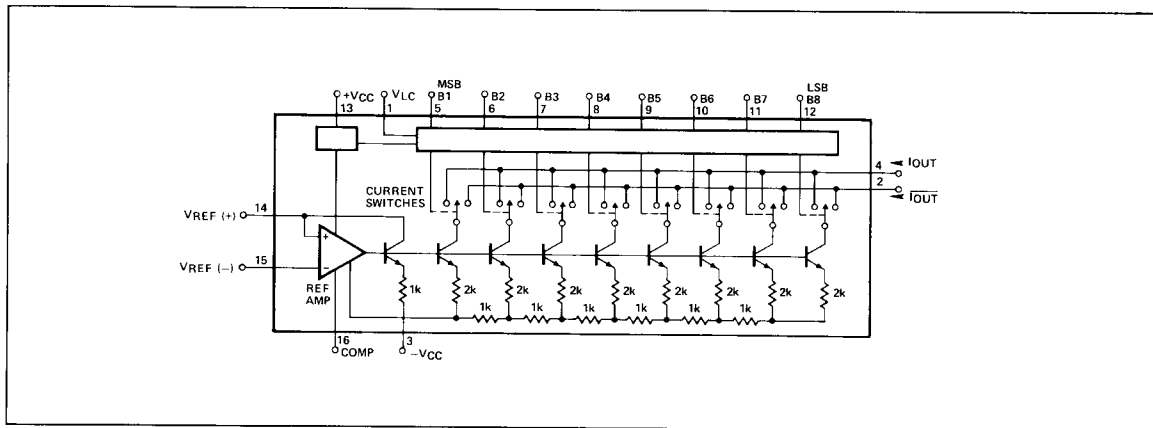 MSB LSB
+VCC VLC B1 B2 B3 B4 B5 B6 B7 B8
13 1 5 6 7 8 9 10 11 12
4 IOUT
2 IOUT
CURRENT
SWITCHES
VREF (+) 14
+
VREF (−) 15
−
REF
AMP
1k 2k 2k 2k 2k 2k 2k 2k 2k
1k 1k 1k 1k 1k 1k
16 3
COMP −VCC